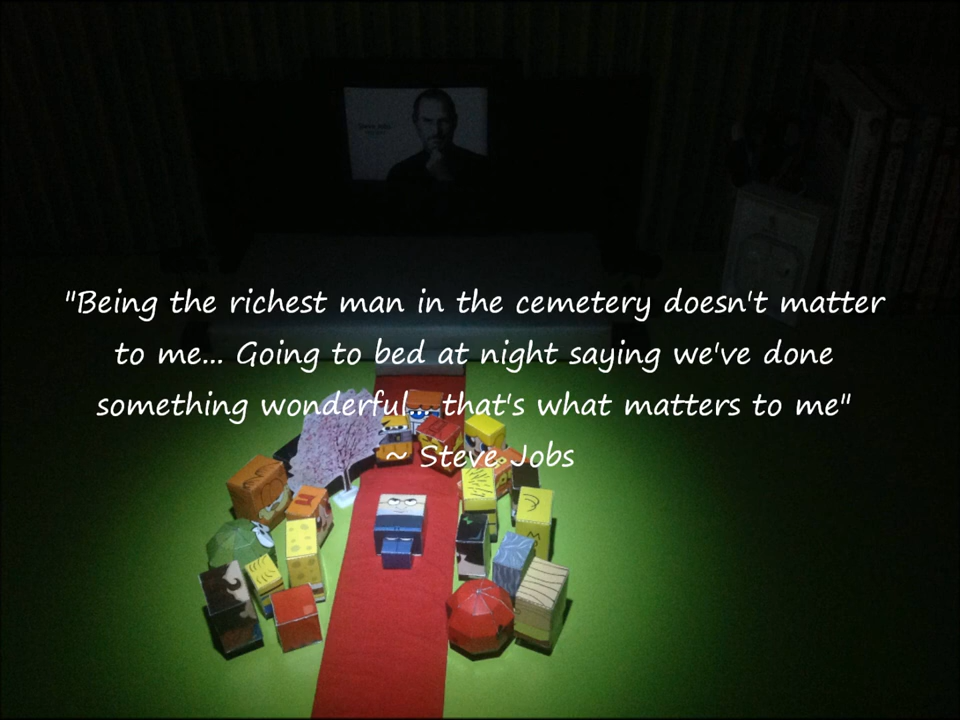 "Being the richest man in the cemetery doesn't matter
to me... Going to bed at night saying we've done
something wonderful... that's what matters to me"
~ Steve Jobs